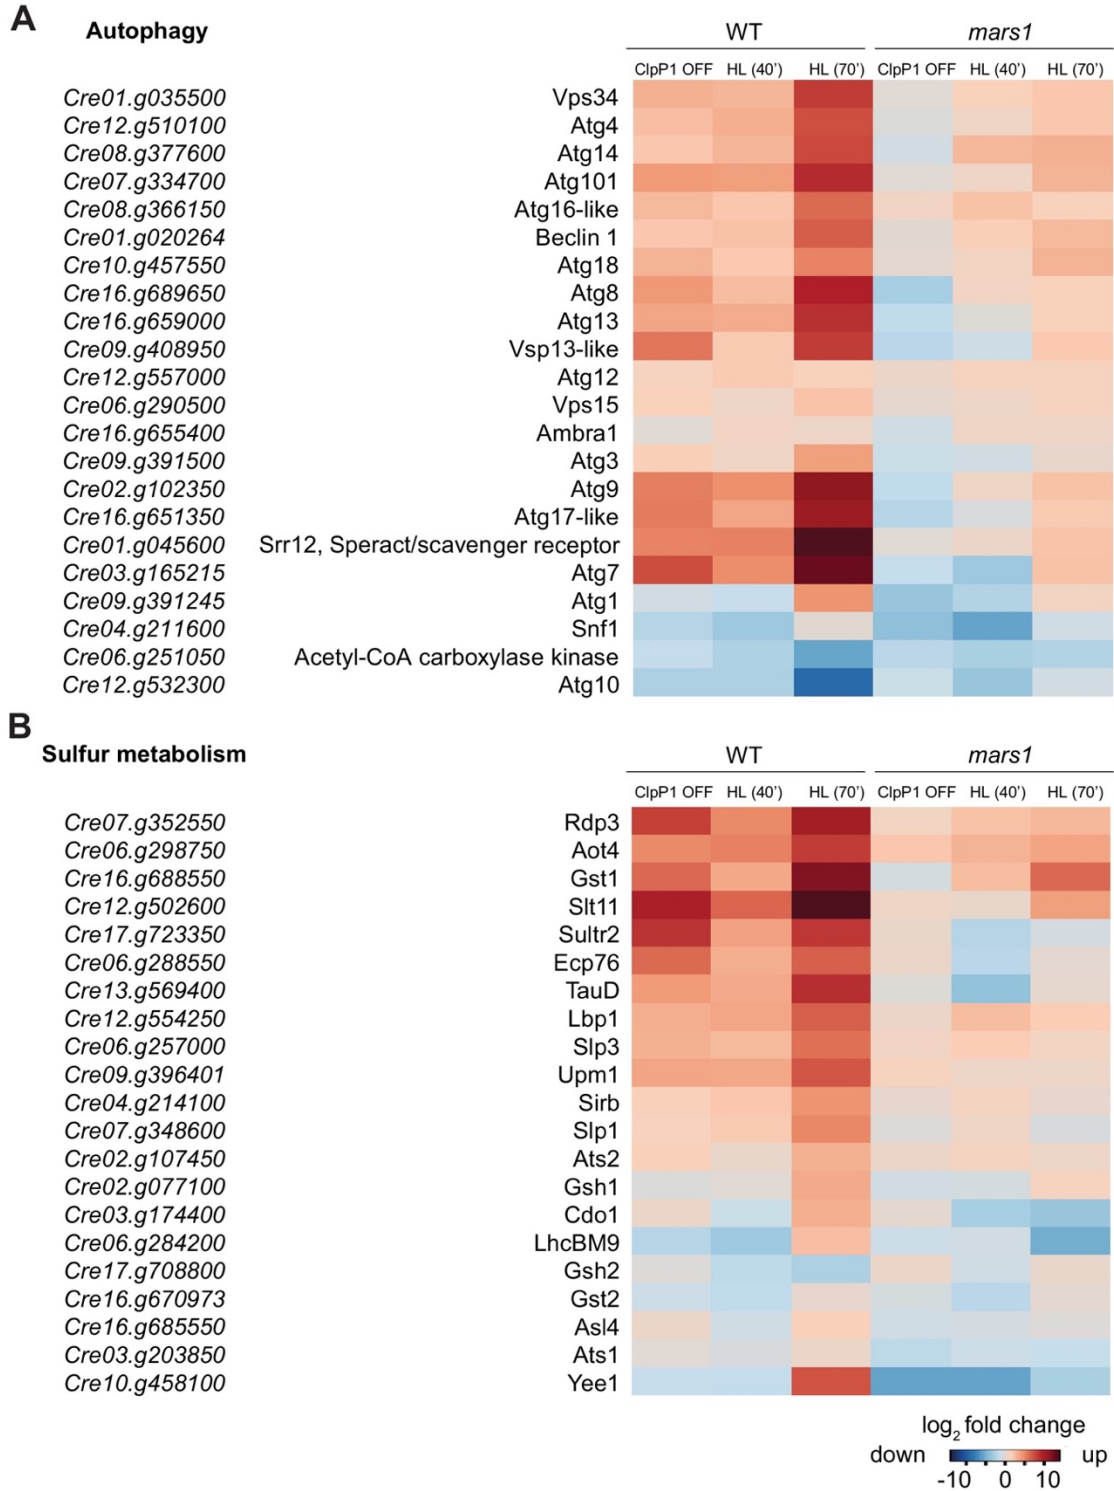 A
Autophagy
WT mars1
ClpP1 OFF HL (40’) HL (70’) ClpP1 OFF HL (40’) HL (70’)
Cre01.g035500 Vps34
Cre12.g510100 Atg4
Cre08.g377600 Atg14
Cre07.g334700 Atg101
Cre08.g366150 Atg16-like
Cre01.g020264 Beclin 1
Cre10.g457550 Atg18
Cre16.g689650 Atg8
Cre16.g659000 Atg13
Cre09.g408950 Vsp13-like
Cre12.g557000 Atg12
Cre06.g290500 Vps15
Cre16.g655400 Ambra1
Cre09.g391500 Atg3
Cre02.g102350 Atg9
Cre16.g651350 Atg17-like
Cre01.g045600 Srr12, Speract/scavenger receptor
Cre03.g165215 Atg7
Cre09.g391245 Atg1
Cre04.g211600 Snf1
Cre06.g251050 Acetyl-CoA carboxylase kinase
Cre12.g532300 Atg10
B
Sulfur metabolism
WT mars1
ClpP1 OFF HL (40’) HL (70’) ClpP1 OFF HL (40’) HL (70’)
Cre07.g352550 Rdp3
Cre06.g298750 Aot4
Cre16.g688550 Gst1
Cre12.g502600 Slt11
Cre17.g723350 Sultr2
Cre06.g288550 Ecp76
Cre13.g569400 TauD
Cre12.g554250 Lbp1
Cre06.g257000 Slp3
Cre09.g396401 Upm1
Cre04.g214100 Sirb
Cre07.g348600 Slp1
Cre02.g107450 Ats2
Cre02.g077100 Gsh1
Cre03.g174400 Cdo1
Cre06.g284200 LhcBM9
Cre17.g708800 Gsh2
Cre16.g670973 Gst2
Cre16.g685550 Asl4
Cre03.g203850 Ats1
Cre10.g458100 Yee1
log2 fold change
down up
-10 0 10